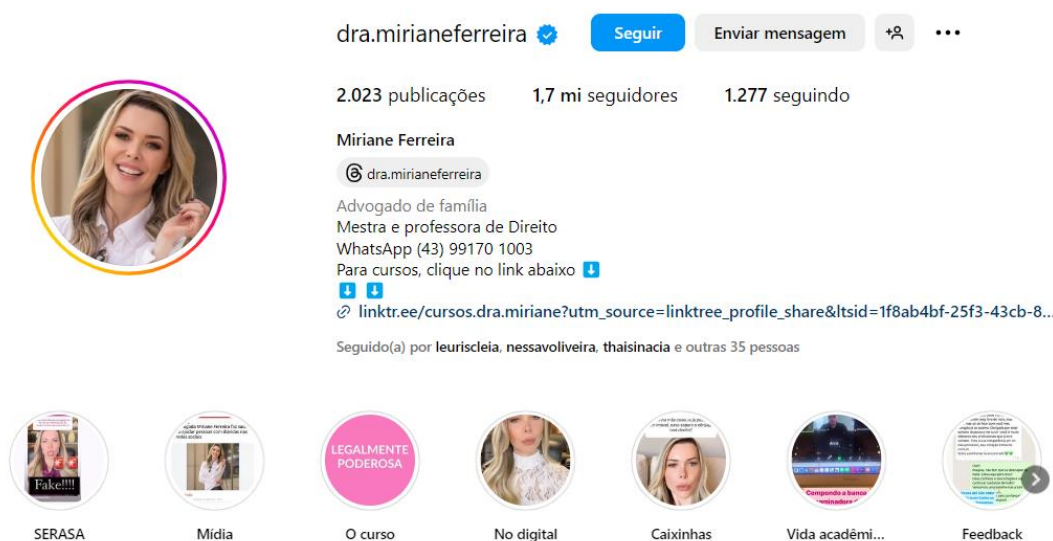 dra.mirianeferreira
Seguir
Enviar mensagem
2.023 publicações
1,7 mi seguidores
1.277 seguindo
Miriane Ferreira
dra.mirianeferreira
Advogado de família
Mestra e professora de Direito
WhatsApp (43) 99170 1003
Para cursos, clique no link abaixo
linktr.ee/cursos.dra.miriane?utm_source=linktree_profile_share&ltsid=1f8ab4bf-25f3-43cb-8...
Seguido(a) por leuriscleia, nessavoliveira, thaisinacia e outras 35 pessoas
Fake!!!!
LEGALMENTE
PODEROSA
Compondo a banca
SERASA
Mídia
O curso
No digital
Caixinhas
Vida acadêmi...
Feedback